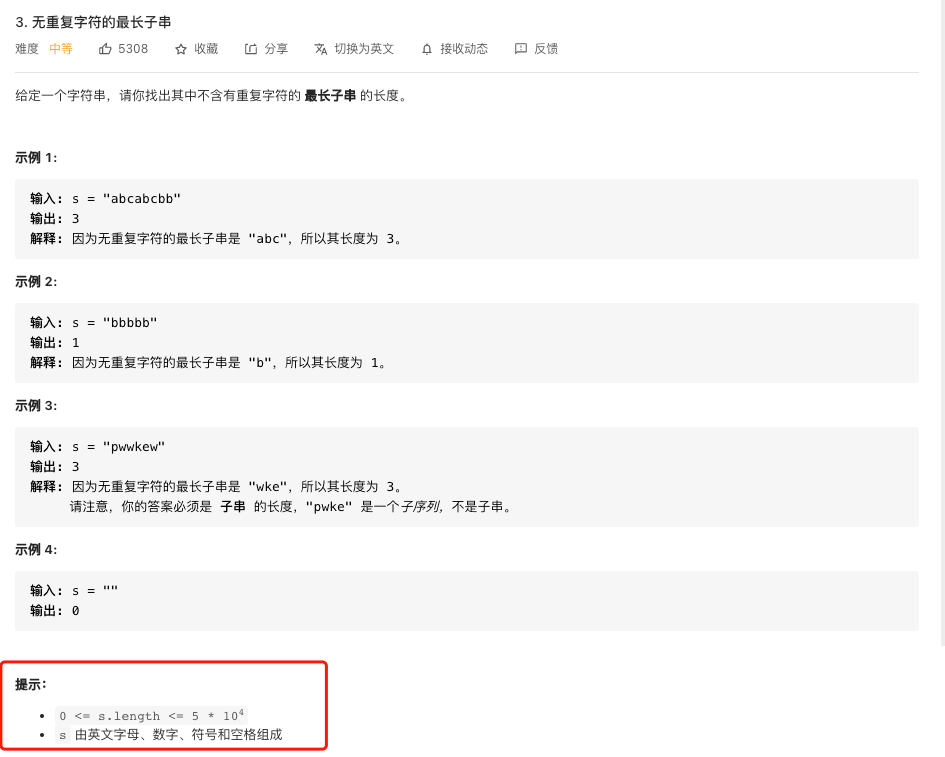 3. 无重复字符的最长子串
难度 中等 5308 收藏 分享 切换为英文 接收动态 反馈
给定一个字符串，请你找出其中不含有重复字符的 最长子串 的长度。
示例 1:
输入: s = "abcabcbb"
输出: 3
解释: 因为无重复字符的最长子串是 "abc"，所以其长度为 3。
示例 2:
输入: s = "bbbbb"
输出: 1
解释: 因为无重复字符的最长子串是 "b"，所以其长度为 1。
示例 3:
输入: s = "pwwkew"
输出: 3
解释: 因为无重复字符的最长子串是 "wke"，所以其长度为 3。
请注意，你的答案必须是 子串 的长度，"pwke" 是一个子序列，不是子串。
示例 4:
输入: s = ""
输出: 0
提示：
• 0 <= s.length <= 5 * 10⁴
• s 由英文字母、数字、符号和空格组成